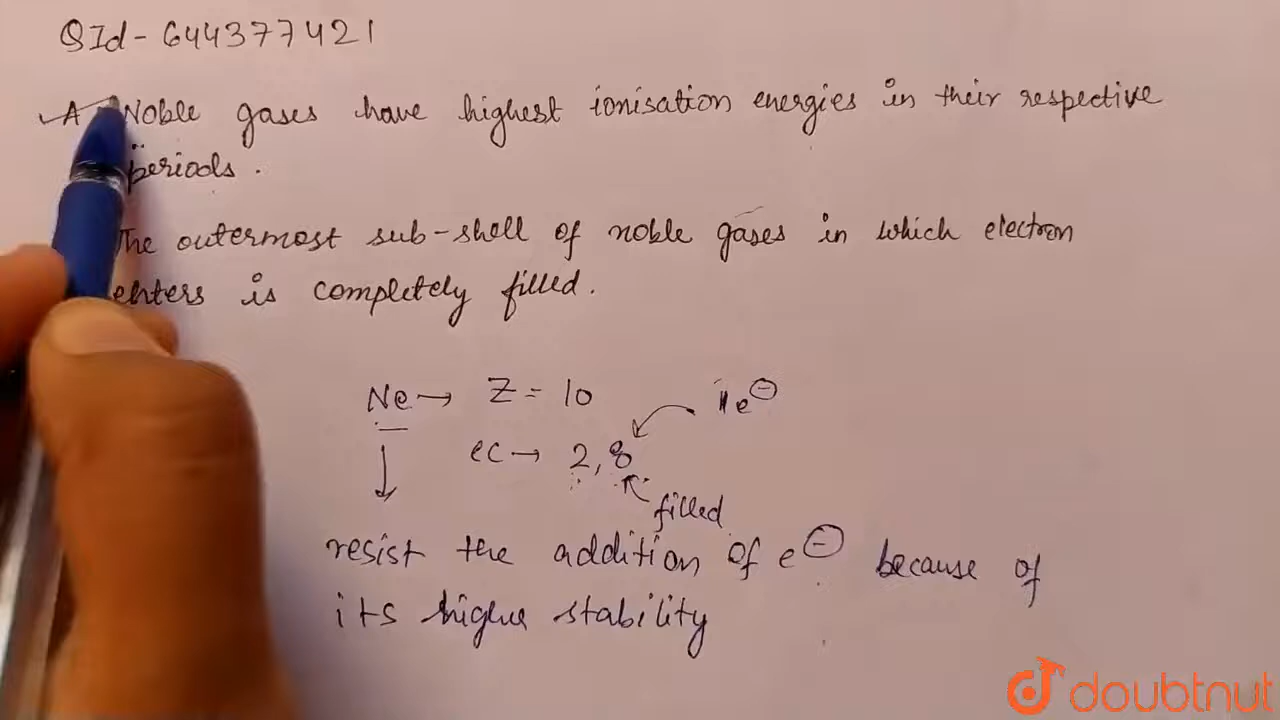 QId - 644377421
A Noble gases have highest ionisation energies in their respective
periods.
The outermost sub-shell of noble gases in which electron
enters is completely filled.
Ne → Z = 10 1e⊖
ec → 2,8
filled
resist the addition of e⊖ because of
its higher stability
doubtnut